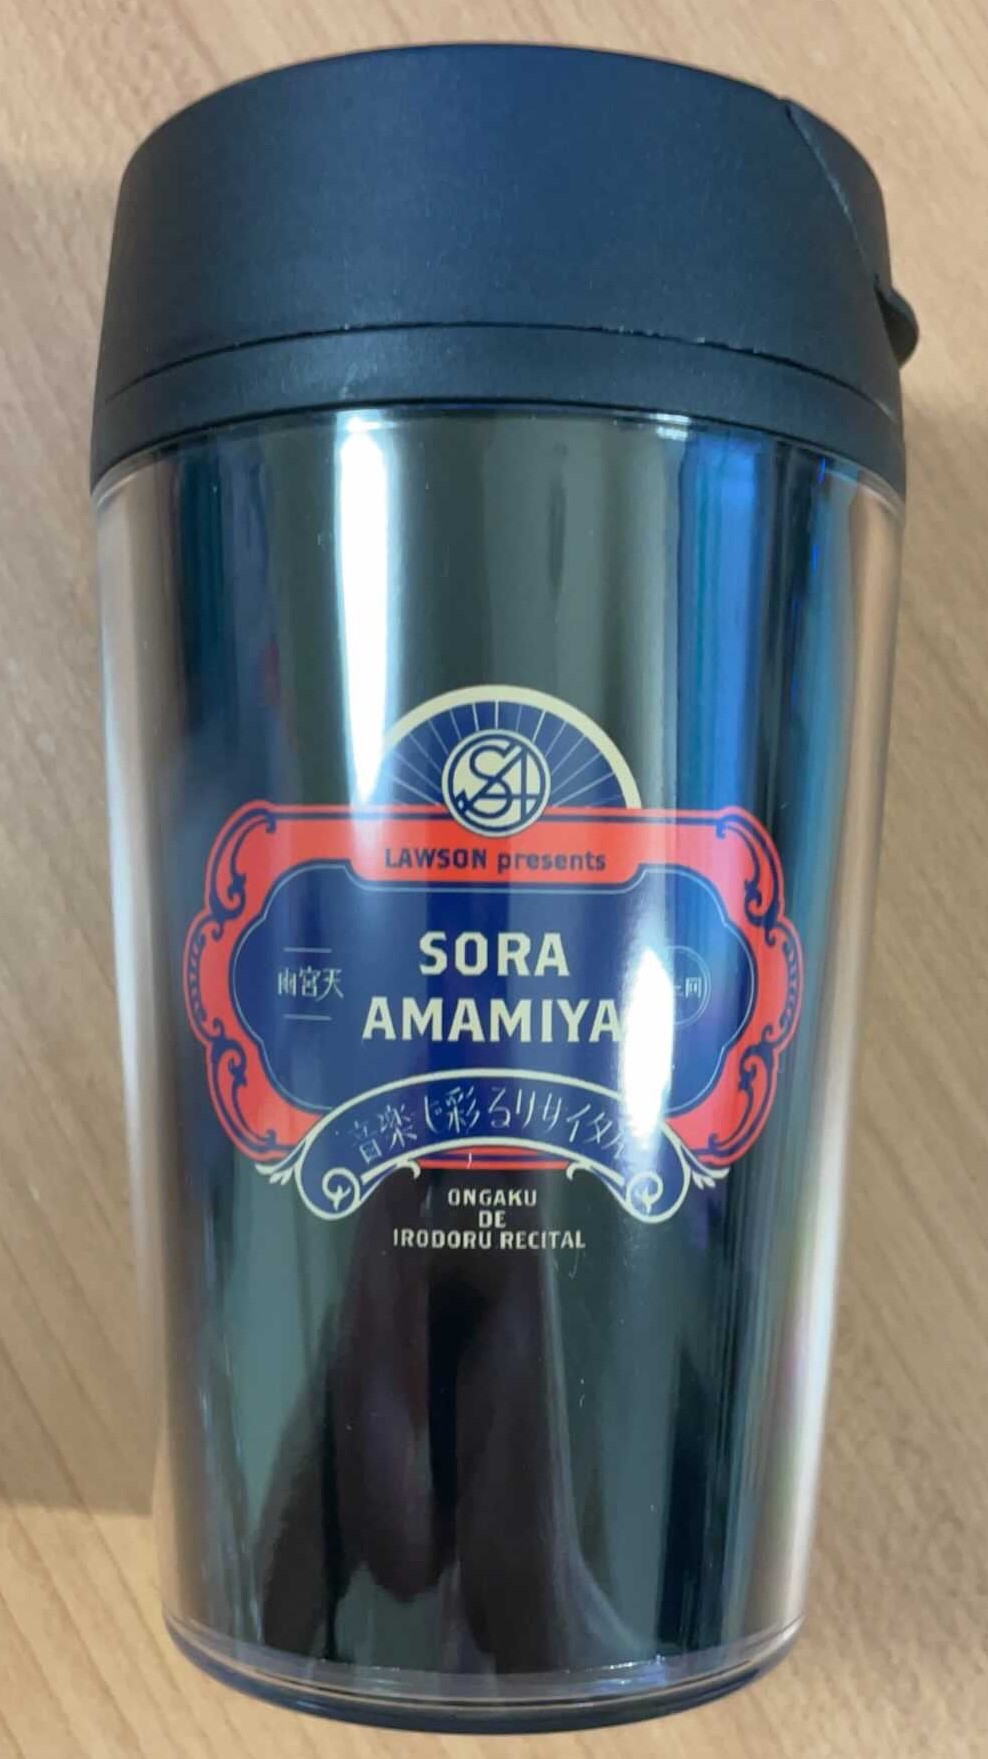 SA
LAWSON presents
SORA
AMAMIYA
雨宮天
音楽で彩るリサイタル
ONGAKU
DE
IRODORU RECITAL